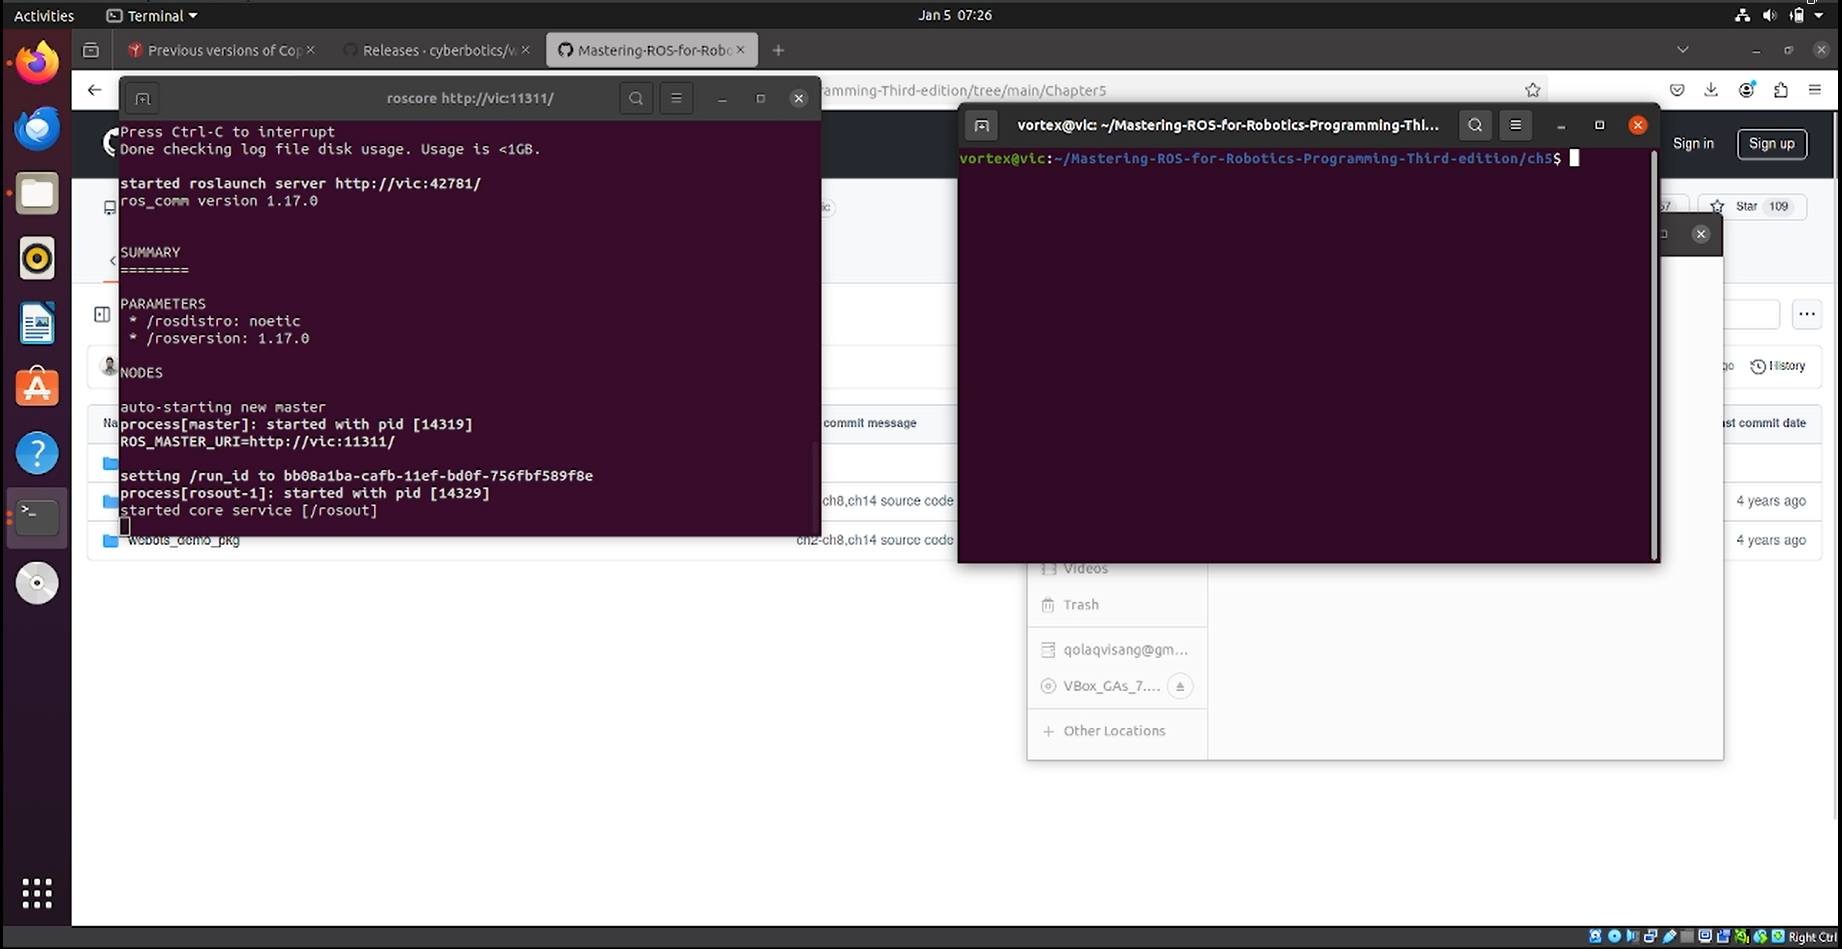 Activities
Terminal
Jan 5 07:26
Previous versions of Cop
Releases · cyberbotics/w
Mastering-ROS-for-Robo
ramming-Third-edition/tree/main/Chapter5
roscore http://vic:11311/
Press Ctrl-C to interrupt
Done checking log file disk usage. Usage is <1GB.
started roslaunch server http://vic:42781/
ros_comm version 1.17.0
SUMMARY
========
PARAMETERS
* /rosdistro: noetic
* /rosversion: 1.17.0
NODES
auto-starting new master
process[master]: started with pid [14319]
ROS_MASTER_URI=http://vic:11311/
setting /run_id to bb08a1ba-cafb-11ef-bd0f-756fbf589f8e
process[rosout-1]: started with pid [14329]
started core service [/rosout]
vortex@vic: ~/Mastering-ROS-for-Robotics-Programming-Thi...
vortex@vic:~/Mastering-ROS-for-Robotics-Programming-Third-edition/ch5$
Sign in
Sign up
ic
57
Star 109
go
History
Na
commit message
st commit date
-ch8,ch14 source code
4 years ago
webots_demo_pkg
ch2-ch8,ch14 source code
4 years ago
Videos
Trash
qolaqvisang@gm...
VBox_GAs_7....
+ Other Locations
Right Ctrl